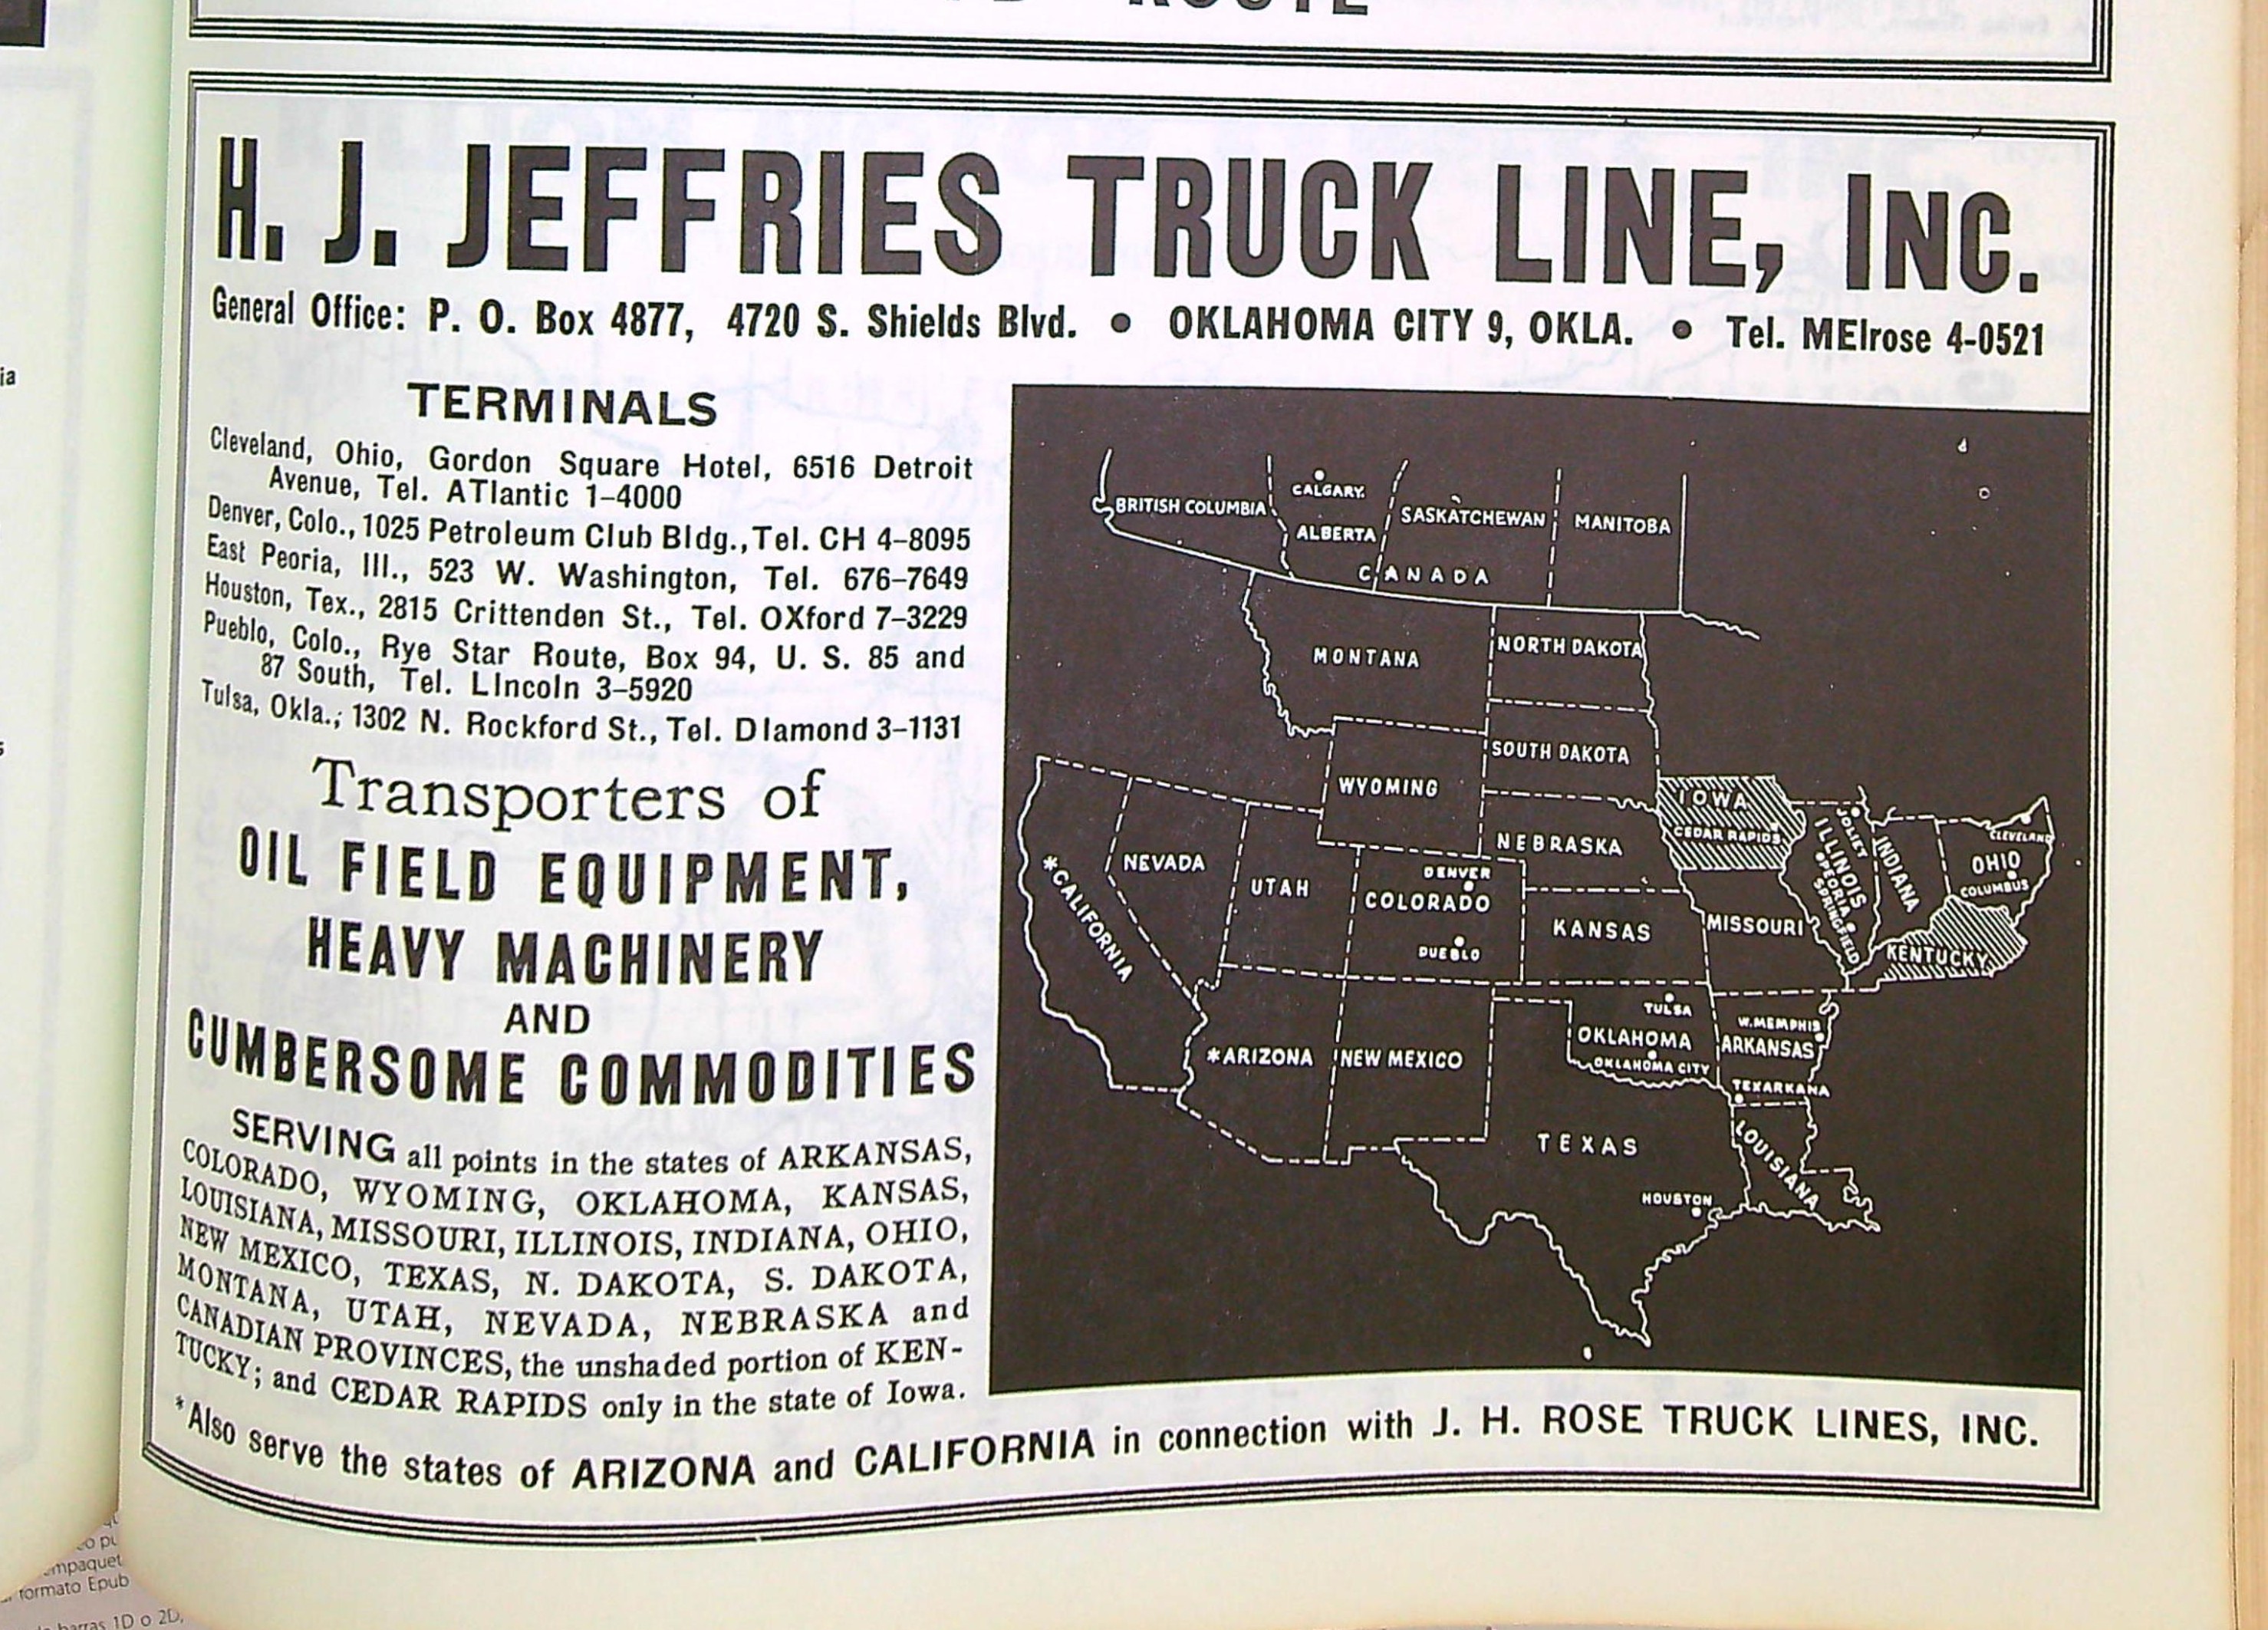 ROUTE
H. J. JEFFRIES TRUCK LINE, INC.
General Office: P. O. Box 4877, 4720 S. Shields Blvd. • OKLAHOMA CITY 9, OKLA. • Tel. MElrose 4-0521
TERMINALS
Cleveland, Ohio, Gordon Square Hotel, 6516 Detroit
Avenue, Tel. ATlantic 1-4000
Denver, Colo., 1025 Petroleum Club Bldg., Tel. CH 4-8095
East Peoria, Ill., 523 W. Washington, Tel. 676-7649
Houston, Tex., 2815 Crittenden St., Tel. OXford 7-3229
Pueblo, Colo., Rye Star Route, Box 94, U. S. 85 and
87 South, Tel. LIncoln 3-5920
Tulsa, Okla.; 1302 N. Rockford St., Tel. DIamond 3-1131
Transporters of
OIL FIELD EQUIPMENT,
HEAVY MACHINERY
AND
CUMBERSOME COMMODITIES
SERVING all points in the states of ARKANSAS,
COLORADO, WYOMING, OKLAHOMA, KANSAS,
LOUISIANA, MISSOURI, ILLINOIS, INDIANA, OHIO,
NEW MEXICO, TEXAS, N. DAKOTA, S. DAKOTA,
MONTANA, UTAH, NEVADA, NEBRASKA and
CANADIAN PROVINCES, the unshaded portion of KEN-
TUCKY; and CEDAR RAPIDS only in the state of Iowa.
*Also serve the states of ARIZONA and CALIFORNIA in connection with J. H. ROSE TRUCK LINES, INC.
BRITISH COLUMBIA
CALGARY
ALBERTA
SASKATCHEWAN
MANITOBA
CANADA
MONTANA
NORTH DAKOTA
SOUTH DAKOTA
WYOMING
IOWA
CEDAR RAPIDS
NEBRASKA
*CALIFORNIA
NEVADA
UTAH
DENVER
COLORADO
PUEBLO
KANSAS
MISSOURI
JOLIET
ILLINOIS
PEORIA
SPRINGFIELD
INDIANA
CLEVELAND
OHIO
COLUMBUS
KENTUCKY
*ARIZONA
NEW MEXICO
TULSA
OKLAHOMA
OKLAHOMA CITY
W. MEMPHIS
ARKANSAS
TEXARKANA
TEXAS
LOUISIANA
HOUSTON
ia
empaquet
formato Epub
barras 1D o 2D,